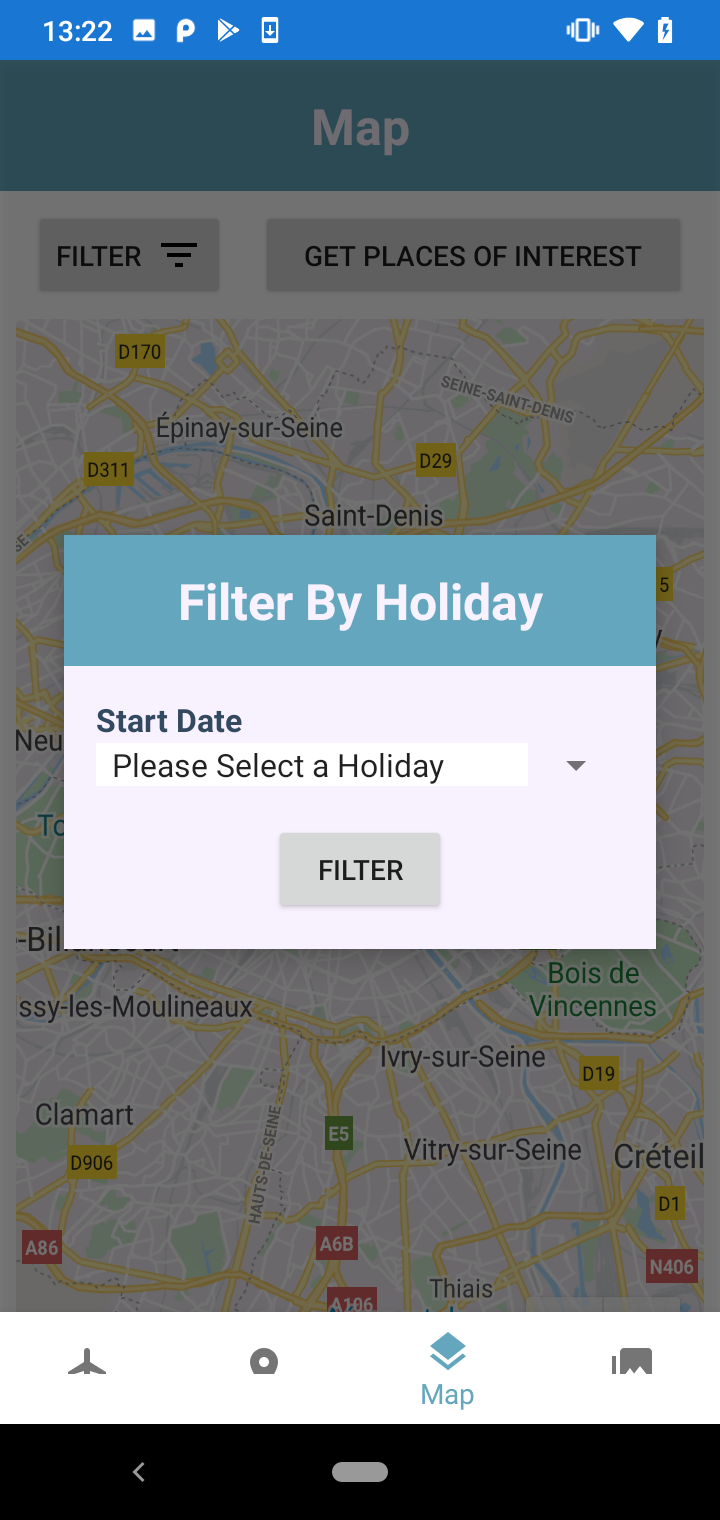 13:22
Map
FILTER
GET PLACES OF INTEREST
D170
SEINE-SAINT-DENIS
Épinay-sur-Seine
D29
D311
Saint-Denis
5
Filter By Holiday
Start Date
Neu
Please Select a Holiday
To
FILTER
-Billancourt
Bois de
Vincennes
ssy-les-Moulineaux
Ivry-sur-Seine
D19
Clamart
E5
HAUTS-DE-SEINE
Vitry-sur-Seine
Créteil
D906
D1
A86
A6B
N406
Thiais
A106
Map